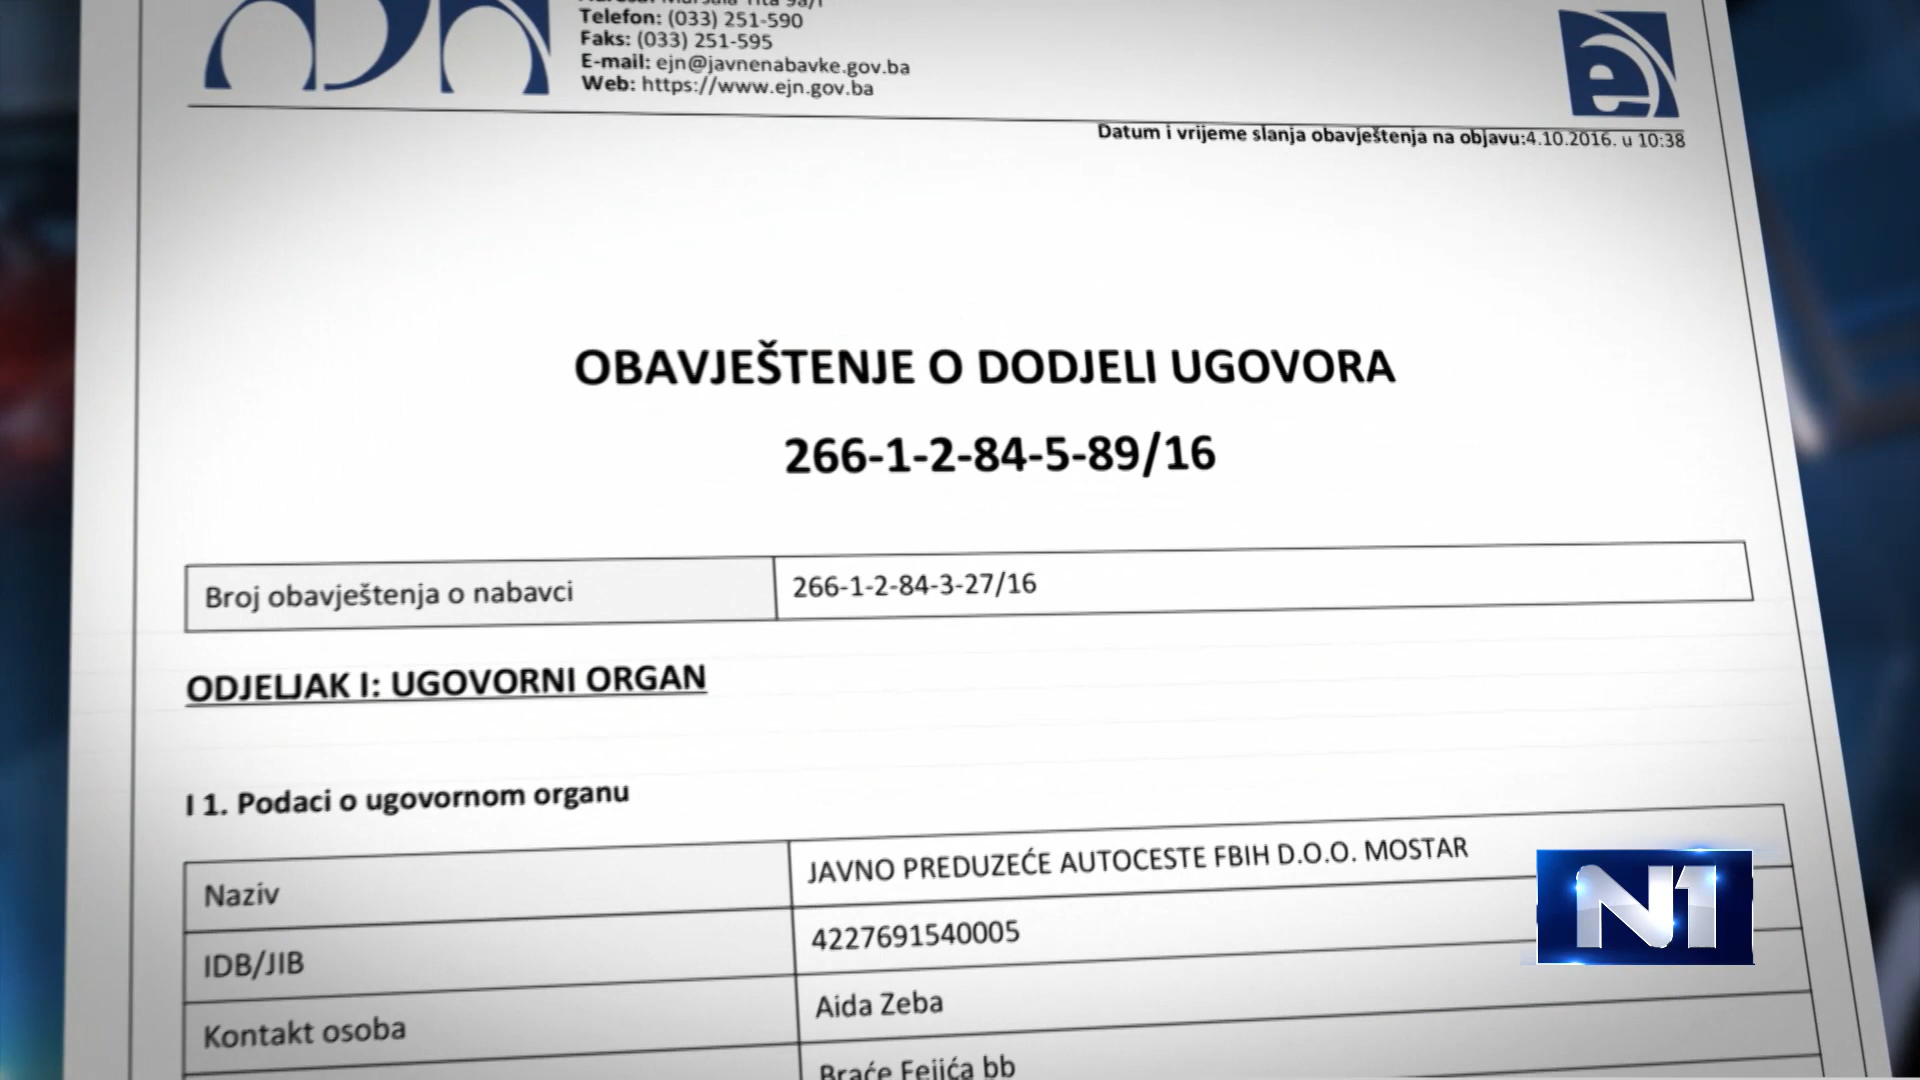 Telefon: (033) 251-590
Faks: (033) 251-595
E-mail: ejn@javnenabavke.gov.ba
Web: https://www.ejn.gov.ba
e
Datum i vrijeme slanja obavještenja na objavu:4.10.2016. u 10:38
OBAVJEŠTENJE O DODJELI UGOVORA
266-1-2-84-5-89/16
Broj obavještenja o nabavci 266-1-2-84-3-27/16
ODJELJAK I: UGOVORNI ORGAN
I 1. Podaci o ugovornom organu
Naziv JAVNO PREDUZEĆE AUTOCESTE FBIH D.O.O. MOSTAR
IDB/JIB 4227691540005
Kontakt osoba Aida Zeba
Braće Fejića bb
N1